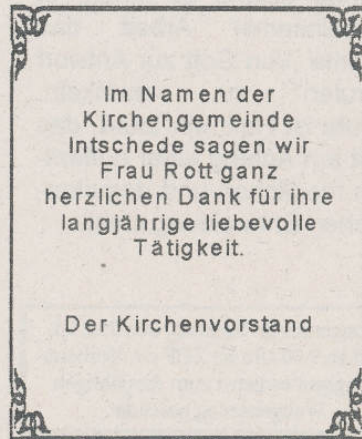 Im Namen der
Kirchengemeinde
Intschede sagen wir
Frau Rott ganz
herzlichen Dank für ihre
langjährige liebevolle
Tätigkeit.
Der Kirchenvorstand